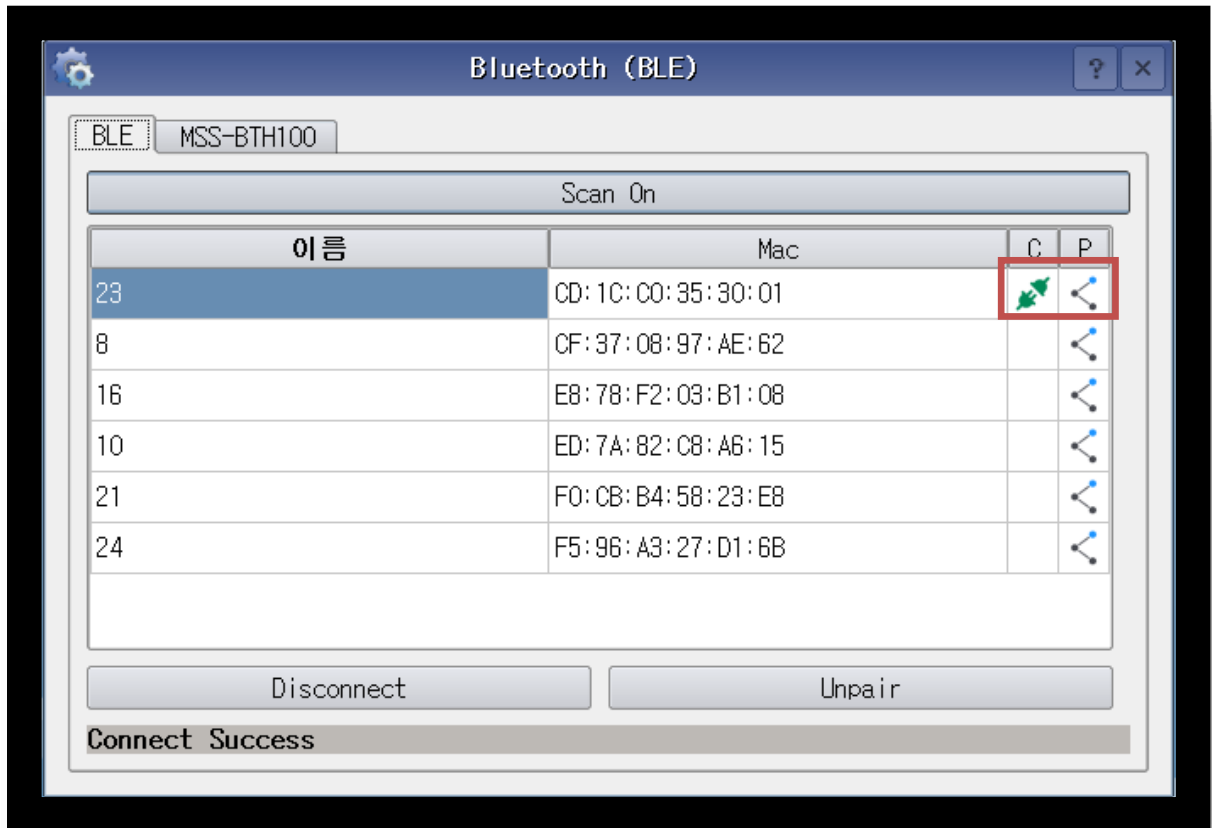 Bluetooth (BLE)
BLE MSS-BTH100
Scan On
이름 Mac C P
23 CD:1C:C0:35:30:01
8 CF:37:08:97:AE:62
16 E8:78:F2:03:B1:08
10 ED:7A:82:C8:A6:15
21 F0:CB:B4:58:23:E8
24 F5:96:A3:27:D1:6B
Disconnect Unpair
Connect Success